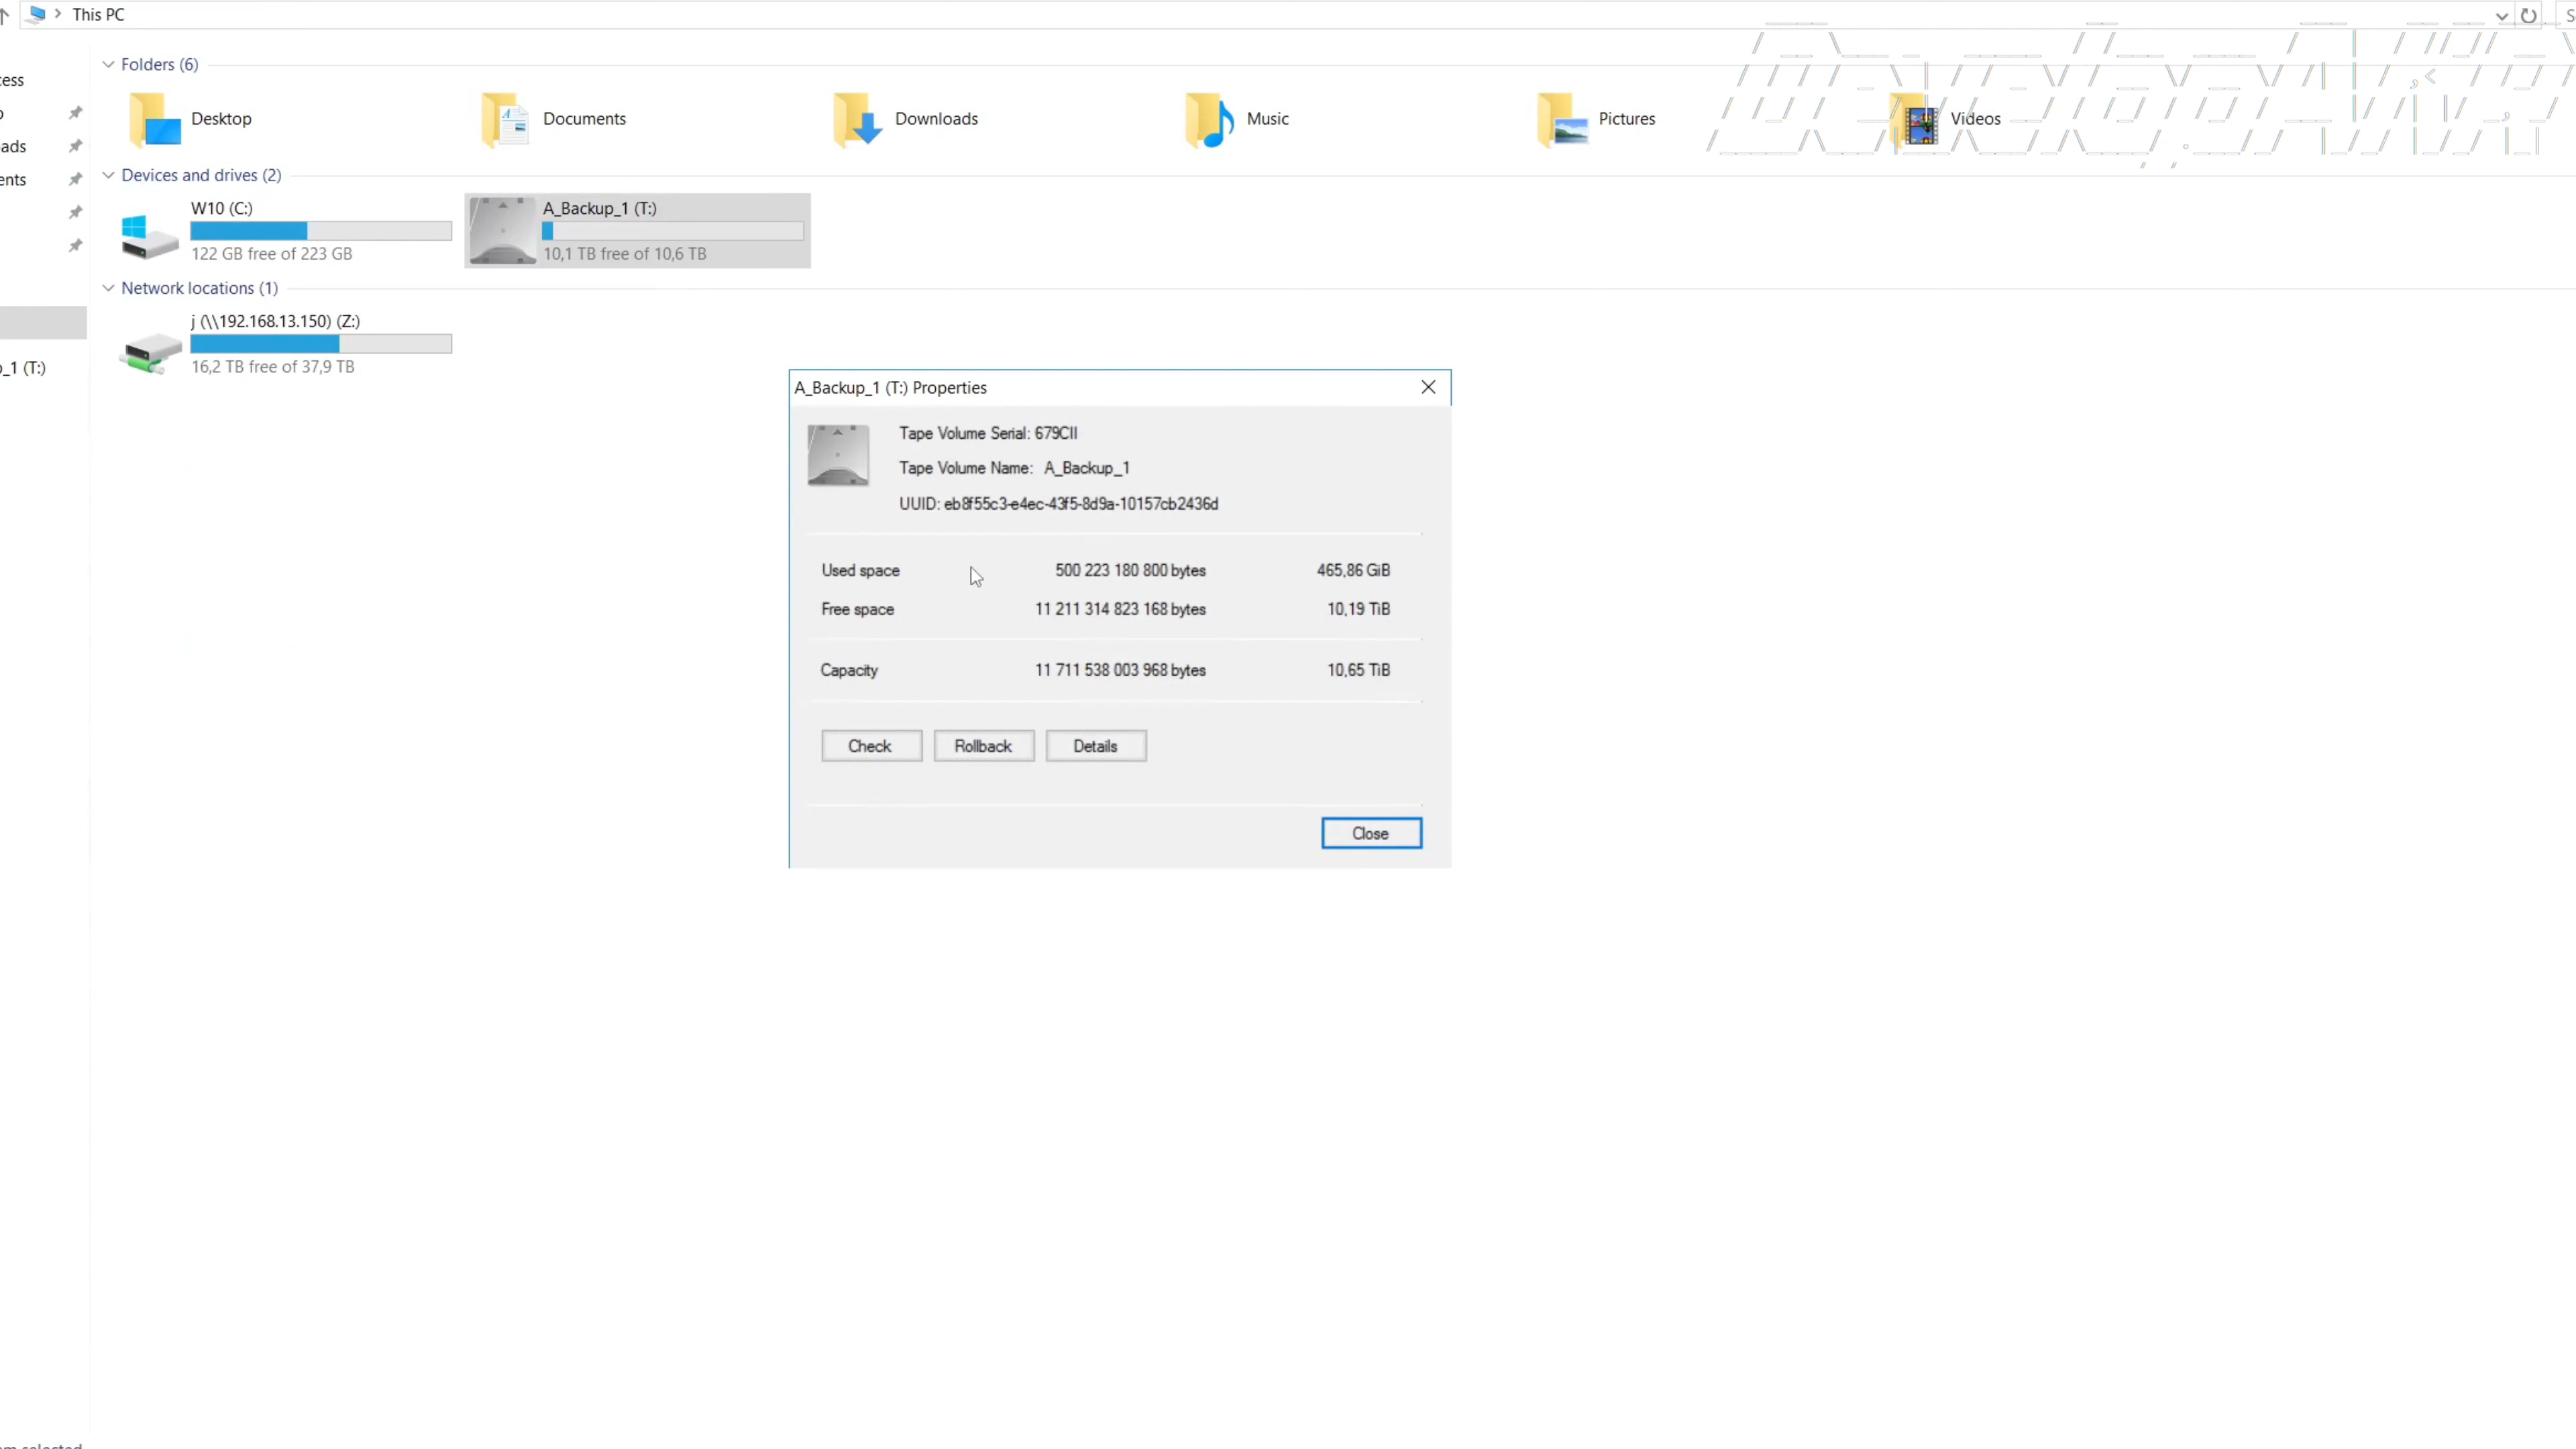 This PC
Folders (6)
Desktop
Documents
Downloads
Music
Pictures
Videos
Devices and drives (2)
W10 (C:)
122 GB free of 223 GB
A_Backup_1 (T:)
10,1 TB free of 10,6 TB
Network locations (1)
j (\\192.168.13.150) (Z:)
16,2 TB free of 37,9 TB
_1 (T:)
A_Backup_1 (T:) Properties
Tape Volume Serial: 679CII
Tape Volume Name: A_Backup_1
UUID: eb8f55c3-e4ec-43f5-8d9a-10157cb2436d
Used space 500 223 180 800 bytes 465,86 GiB
Free space 11 211 314 823 168 bytes 10,19 TiB
Capacity 11 711 538 003 968 bytes 10,65 TiB
Check Rollback Details
Close